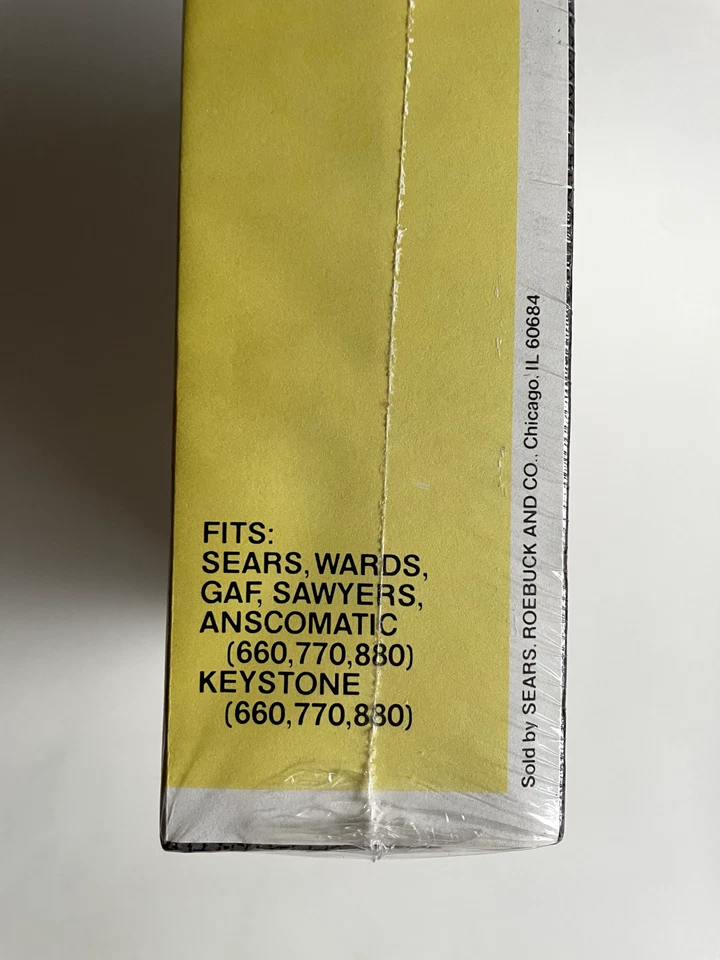 FITS:
SEARS, WARDS,
GAF, SAWYERS,
ANSCOMATIC
(660,770,880)
KEYSTONE
(660,770,880)
Sold by SEARS, ROEBUCK AND CO., Chicago, IL 60684